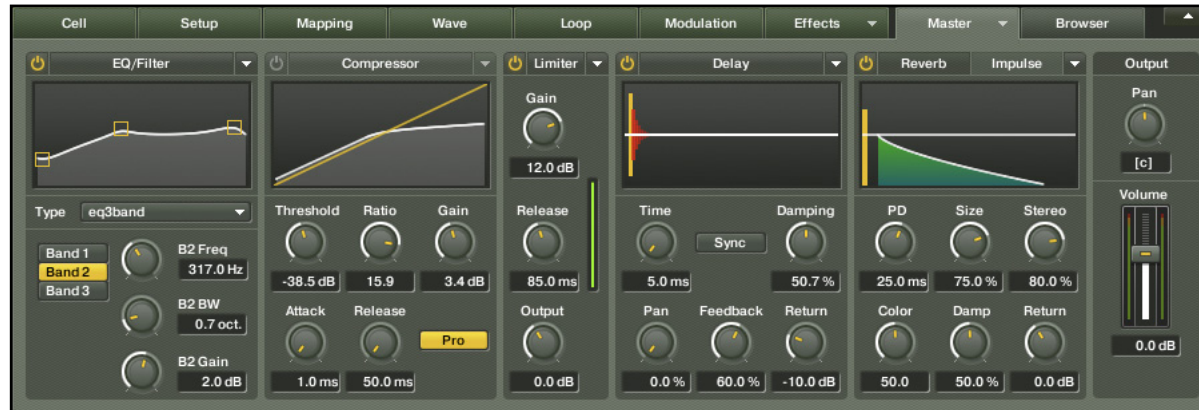 Cell Setup Mapping Wave Loop Modulation Effects Master Browser
EQ/Filter Compressor Limiter Delay Reverb Impulse Output
Gain
12.0 dB
Pan
[c]
Type eq3band
Band 1
Band 2
Band 3
B2 Freq
317.0 Hz
B2 BW
0.7 oct.
B2 Gain
2.0 dB
Threshold Ratio Gain
-38.5 dB 15.9 3.4 dB
Attack Release
Pro
1.0 ms 50.0 ms
Release
85.0 ms
Output
0.0 dB
Time Damping
Sync
5.0 ms 50.7 %
Pan Feedback Return
0.0 % 60.0 % -10.0 dB
PD Size Stereo
25.0 ms 75.0 % 80.0 %
Color Damp Return
50.0 50.0 % 0.0 dB
Volume
0.0 dB